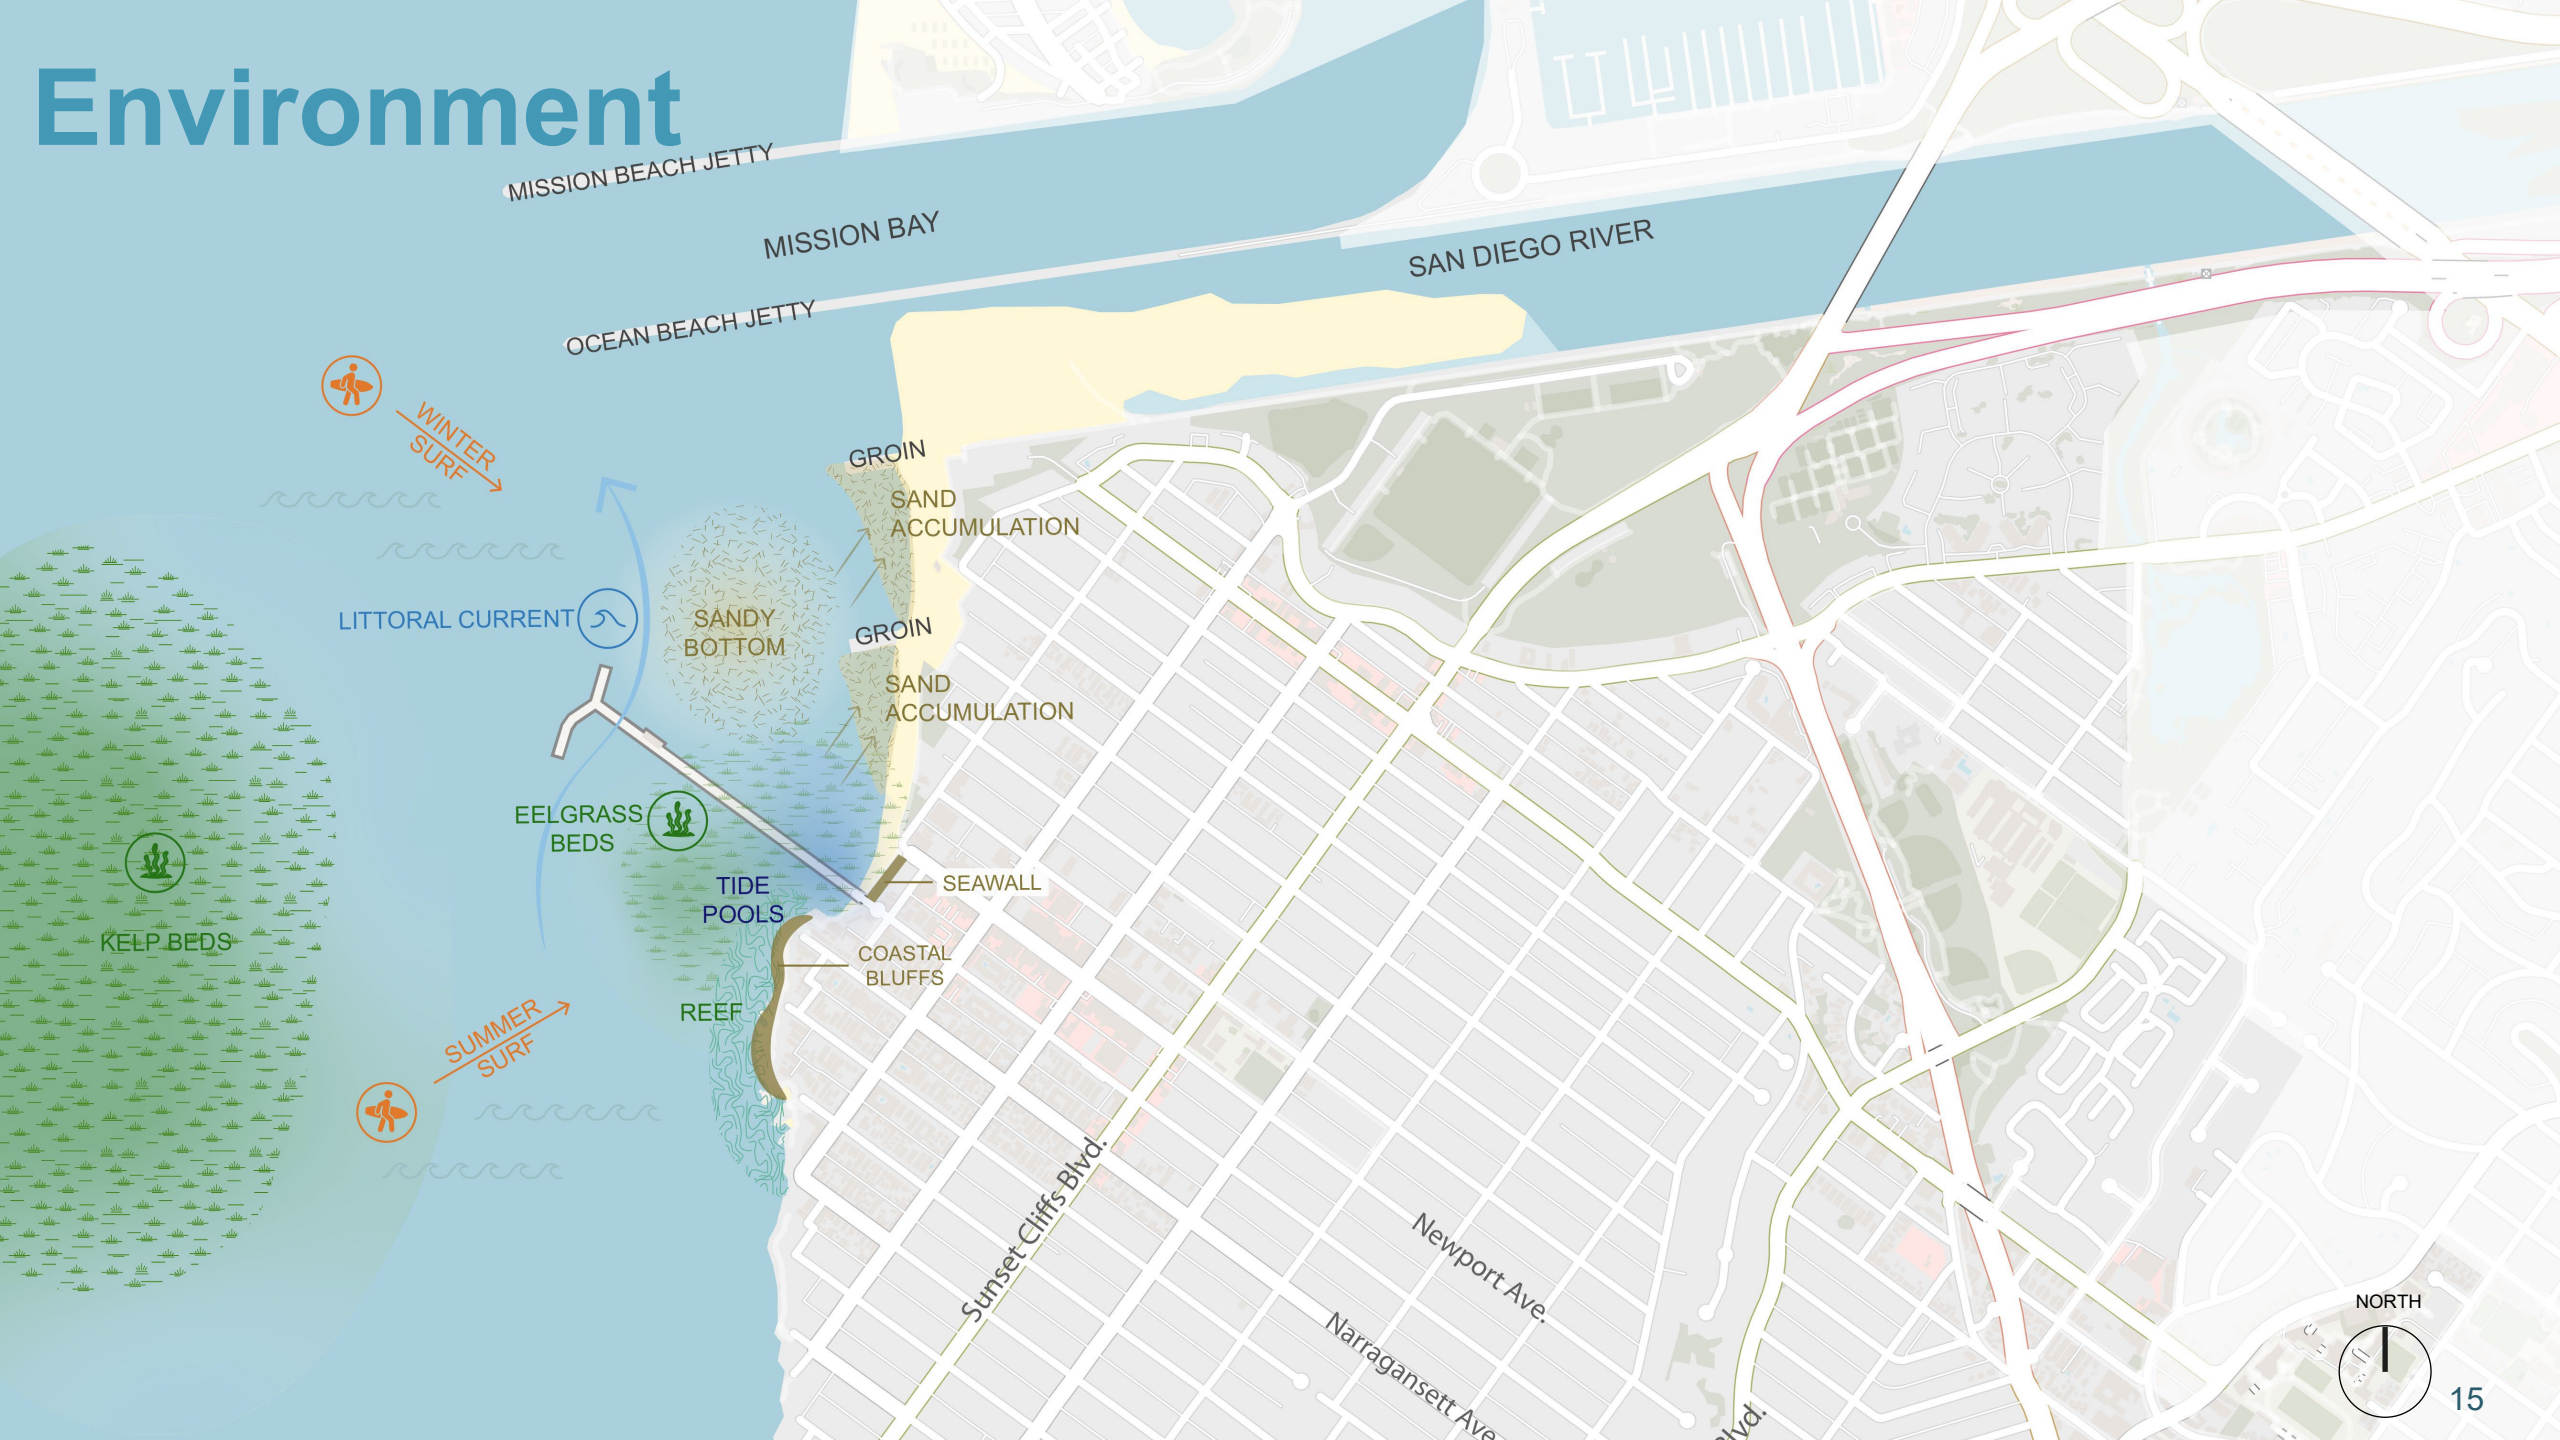 Environment
MISSION BEACH JETTY
MISSION BAY
SAN DIEGO RIVER
OCEAN BEACH JETTY
WINTER
SURF
GROIN
SAND
ACCUMULATION
LITTORAL CURRENT
SANDY
BOTTOM
GROIN
SAND
ACCUMULATION
EELGRASS
BEDS
TIDE
POOLS
SEAWALL
KELP BEDS
COASTAL
BLUFFS
REEF
SUMMER
SURF
Sunset Cliffs Blvd.
Newport Ave.
Narragansett Ave
lvd.
NORTH
15